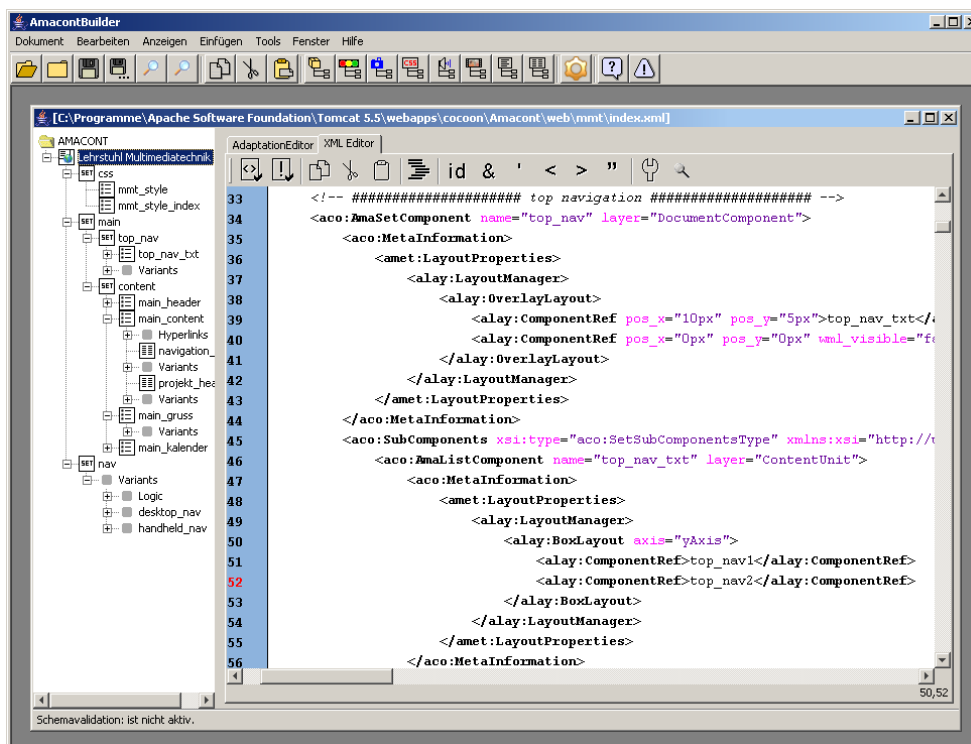 AmacontBuilder
Dokument Bearbeiten Anzeigen Einfügen Tools Fenster Hilfe
CSS
[C:\Programme\Apache Software Foundation\Tomcat 5.5\webapps\cocoon\Amacont\web\mmt\index.xml]
AMACONT
Lehrstuhl Multimediatechnik
SET css
mmt_style
mmt_style_index
SET main
SET top_nav
top_nav_txt
Variants
SET content
main_header
main_content
Hyperlinks
navigation_
Variants
projekt_hea
Variants
main_gruss
Variants
main_kalender
SET nav
Variants
Logic
desktop_nav
handheld_nav
AdaptationEditor XML Editor
id & ' < > "
33 <!-- ##################### top navigation #################### -->
34 <aco:AmaSetComponent name="top_nav" layer="DocumentComponent">
35 <aco:MetaInformation>
36 <amet:LayoutProperties>
37 <alay:LayoutManager>
38 <alay:OverlayLayout>
39 <alay:ComponentRef pos_x="10px" pos_y="5px">top_nav_txt</
40 <alay:ComponentRef pos_x="0px" pos_y="0px" wml_visible="fa
41 </alay:OverlayLayout>
42 </alay:LayoutManager>
43 </amet:LayoutProperties>
44 </aco:MetaInformation>
45 <aco:SubComponents xsi:type="aco:SetSubComponentsType" xmlns:xsi="http://
46 <aco:AmaListComponent name="top_nav_txt" layer="ContentUnit">
47 <aco:MetaInformation>
48 <amet:LayoutProperties>
49 <alay:LayoutManager>
50 <alay:BoxLayout axis="yAxis">
51 <alay:ComponentRef>top_nav1</alay:ComponentRef>
52 <alay:ComponentRef>top_nav2</alay:ComponentRef>
53 </alay:BoxLayout>
54 </alay:LayoutManager>
55 </amet:LayoutProperties>
56 </aco:MetaInformation>
50,52
Schemavalidation: ist nicht aktiv.